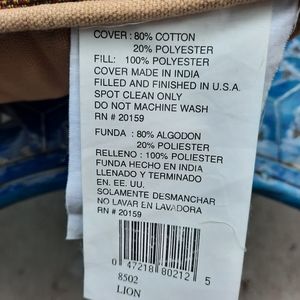 COVER : 80% COTTON
20% POLYESTER
FILL: 100% POLYESTER
COVER MADE IN INDIA
FILLED AND FINISHED IN U.S.A.
SPOT CLEAN ONLY
DO NOT MACHINE WASH
RN # 20159
FUNDA : 80% ALGODON
20% POLIESTER
RELLENO : 100% POLIESTER
FUNDA HECHO EN INDIA
LLENADO Y TERMINADO
EN. EE. UU.
SOLAMENTE DESMANCHAR
NO LAVAR EN LAVADORA
RN # 20159
0 47218 80212 5
8502
LION